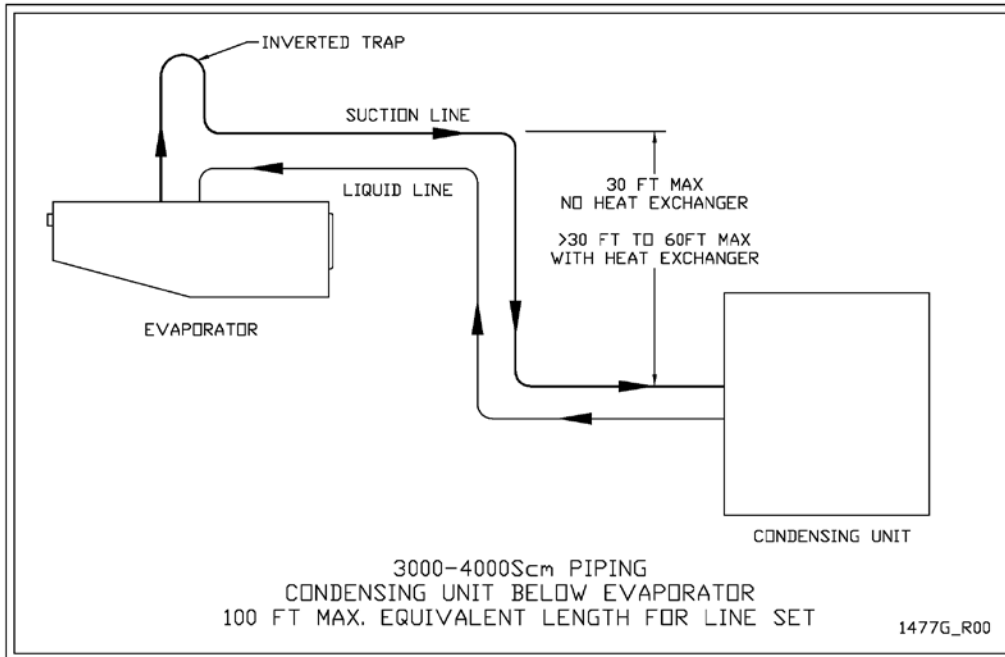 INVERTED TRAP
SUCTION LINE
LIQUID LINE
30 FT MAX
NO HEAT EXCHANGER
>30 FT TO 60FT MAX
WITH HEAT EXCHANGER
EVAPORATOR
CONDENSING UNIT
3000-4000Scm PIPING
CONDENSING UNIT BELOW EVAPORATOR
100 FT MAX. EQUIVALENT LENGTH FOR LINE SET
1477G_R00